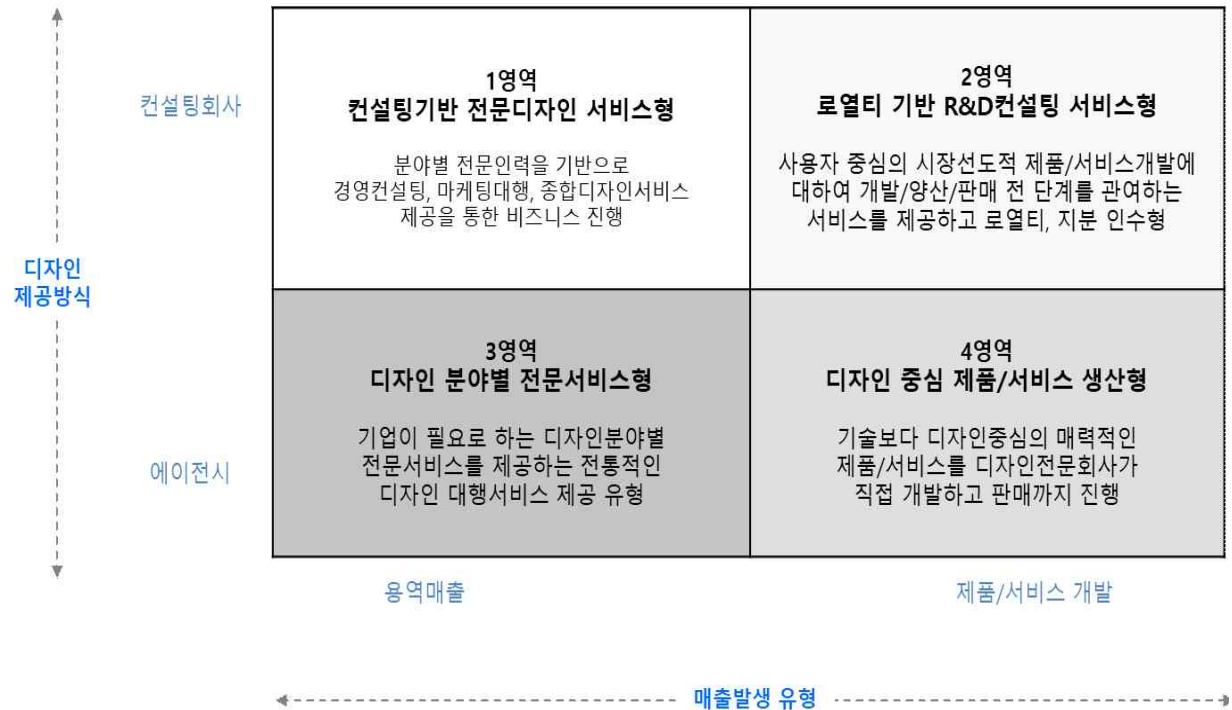 컨설팅회사
1영역
컨설팅기반 전문디자인 서비스형
분야별 전문인력을 기반으로
경영컨설팅, 마케팅대행, 종합디자인서비스
제공을 통한 비즈니스 진행
2영역
로열티 기반 R&D컨설팅 서비스형
사용자 중심의 시장선도적 제품/서비스개발에
대하여 개발/양산/판매 전 단계를 관여하는
서비스를 제공하고 로열티, 지분 인수형
디자인
제공방식
에이전시
3영역
디자인 분야별 전문서비스형
기업이 필요로 하는 디자인분야별
전문서비스를 제공하는 전통적인
디자인 대행서비스 제공 유형
4영역
디자인 중심 제품/서비스 생산형
기술보다 디자인중심의 매력적인
제품/서비스를 디자인전문회사가
직접 개발하고 판매까지 진행
용역매출
제품/서비스 개발
매출발생 유형